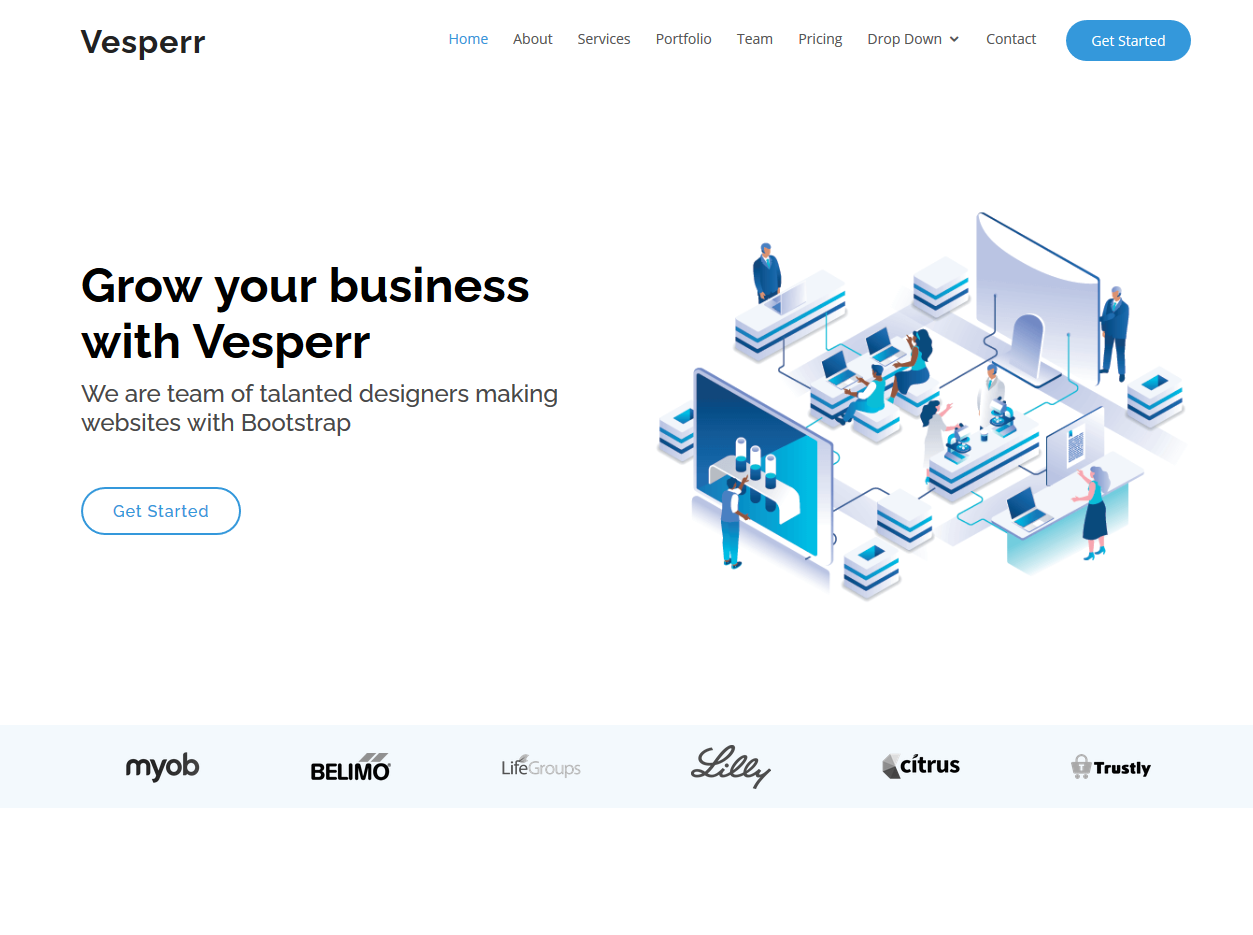 Vesperr
Home About Services Portfolio Team Pricing Drop Down Contact Get Started
Grow your business
with Vesperr
We are team of talanted designers making
websites with Bootstrap
Get Started
myob BELIMO LifeGroups Lilly cítrus T Trustly